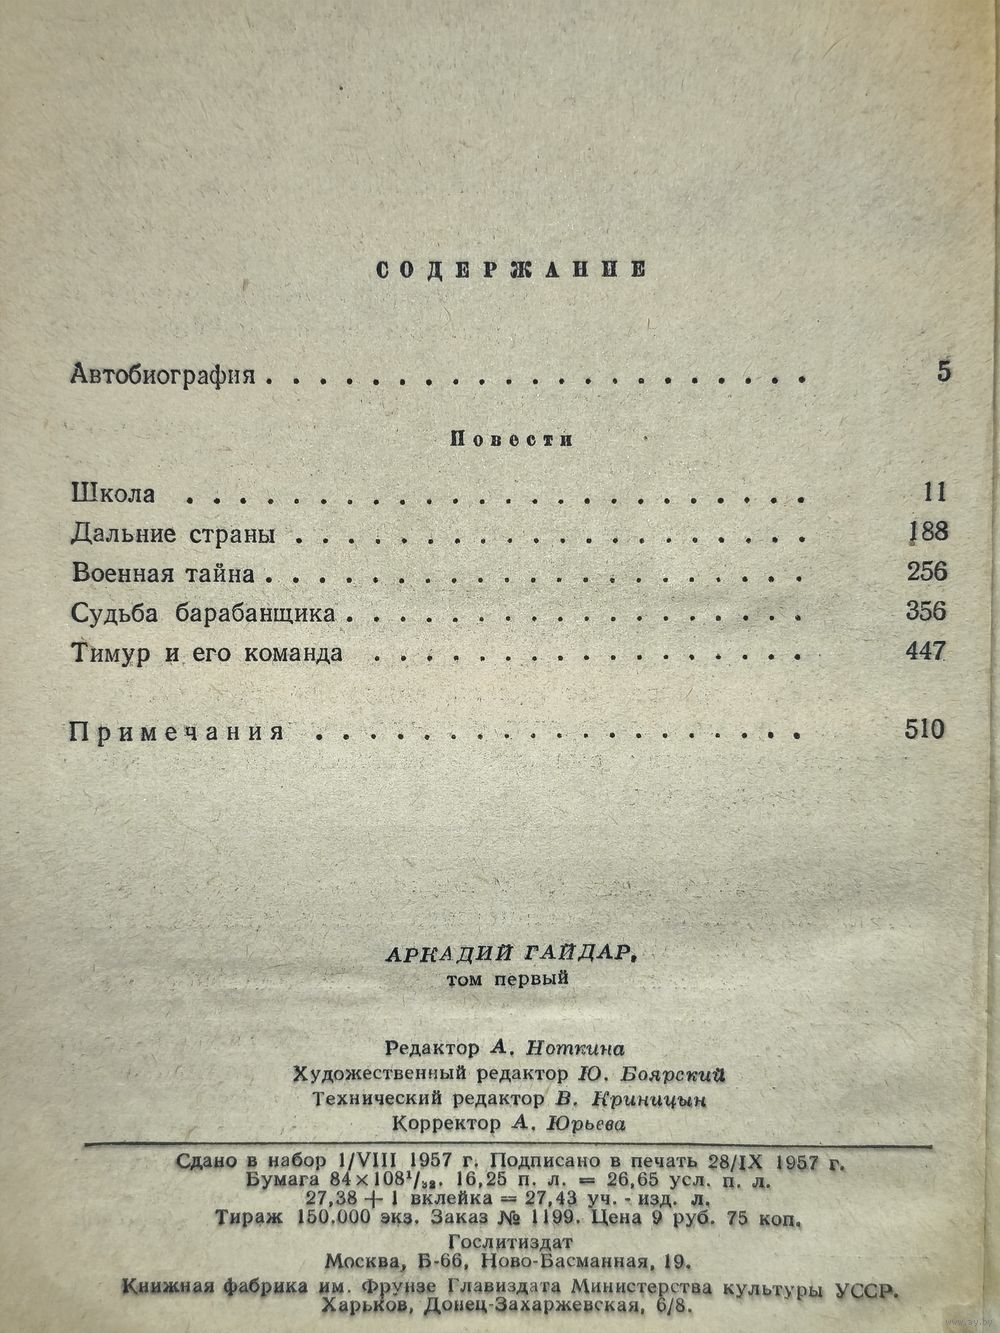 СОДЕРЖАНИЕ
Автобиография . . . . . . . . . . . . . . . . . . . . . 5
Повести
Школа . . . . . . . . . . . . . . . . . . . . . . . . 11
Дальние страны . . . . . . . . . . . . . . . . . . . . 188
Военная тайна . . . . . . . . . . . . . . . . . . . . . 256
Судьба барабанщика . . . . . . . . . . . . . . . . . . 356
Тимур и его команда . . . . . . . . . . . . . . . . . 447
Примечания . . . . . . . . . . . . . . . . . . . 510
АРКАДИЙ ГАЙДАР,
том первый
Редактор А. Ноткина
Художественный редактор Ю. Боярский
Технический редактор В. Криницын
Корректор А. Юрьева
Сдано в набор 1/VIII 1957 г. Подписано в печать 28/IX 1957 г.
Бумага 84×108¹/₃₂. 16,25 п. л. = 26,65 усл. п. л.
27,38 + 1 вклейка = 27,43 уч.-изд. л.
Тираж 150.000 экз. Заказ № 1199. Цена 9 руб. 75 коп.
Гослитиздат
Москва, Б-66, Ново-Басманная, 19.
Книжная фабрика им. Фрунзе Главиздата Министерства культуры УССР.
Харьков, Донец-Захаржевская, 6/8.
www.ay.by